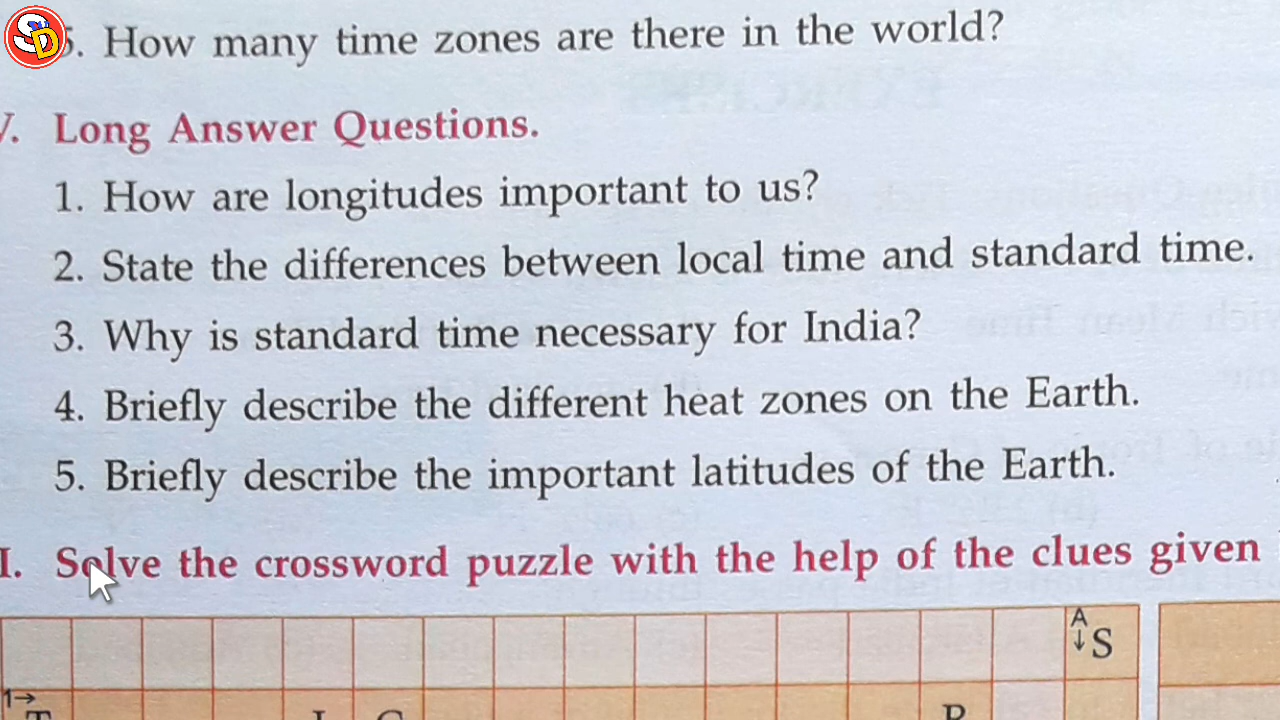 SD
5. How many time zones are there in the world?
V. Long Answer Questions.
1. How are longitudes important to us?
2. State the differences between local time and standard time.
3. Why is standard time necessary for India?
4. Briefly describe the different heat zones on the Earth.
5. Briefly describe the important latitudes of the Earth.
I. Solve the crossword puzzle with the help of the clues given
A
↓S
1→